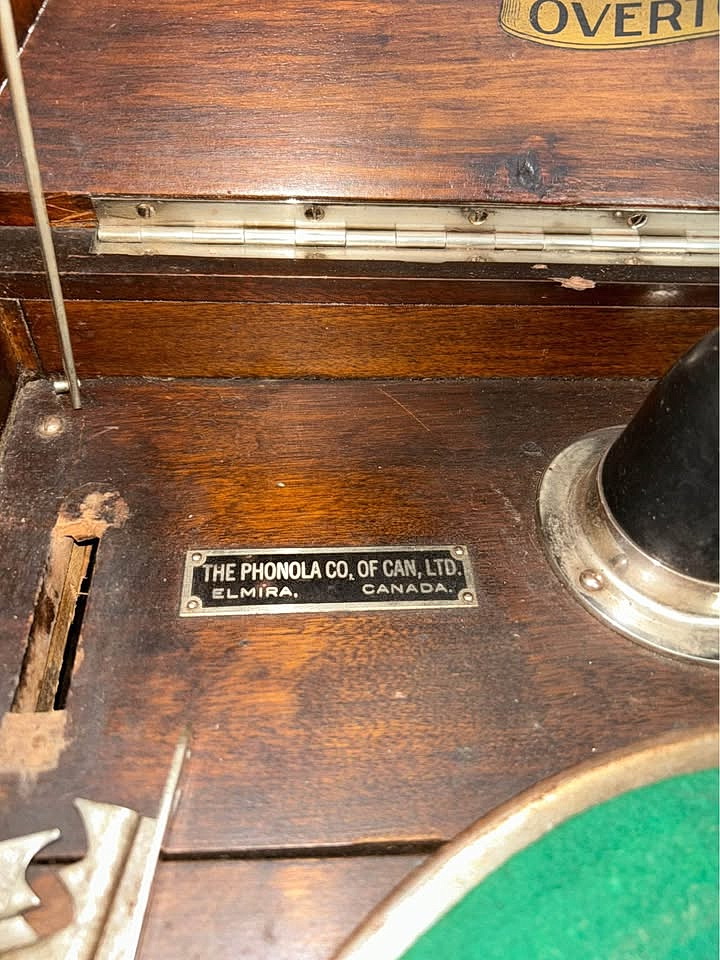 OVERT
THE PHONOLA CO. OF CAN, LTD.
ELMIRA, CANADA.